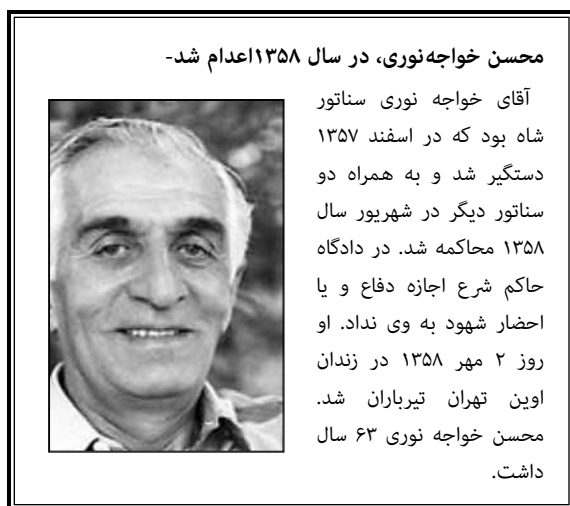 محسن خواجه‌نوری، در سال ۱۳۵۸اعدام شد-
آقای خواجه نوری سناتور
شاه بود که در اسفند ۱۳۵۷
دستگیر شد و به همراه دو
سناتور دیگر در شهریور سال
۱۳۵۸ محاکمه شد. در دادگاه
حاکم شرع اجازه دفاع و یا
احضار شهود به وی نداد. او
روز ۲ مهر ۱۳۵۸ در زندان
اوین تهران تیرباران شد.
محسن خواجه نوری ۶۳ سال
داشت.